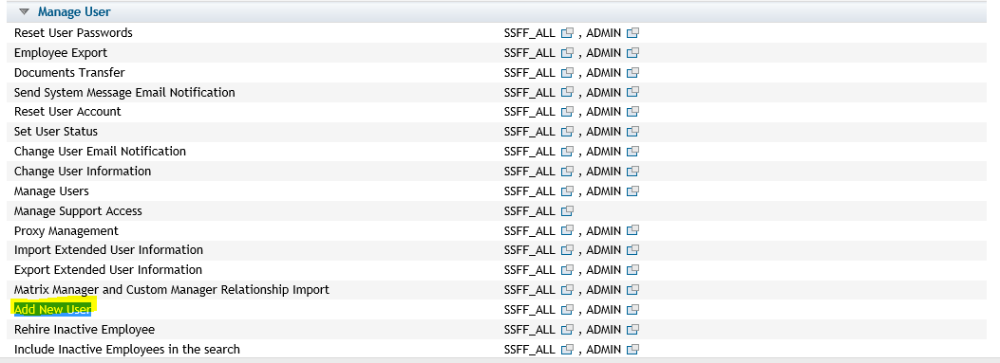 Manage User
Reset User Passwords SSFF_ALL , ADMIN
Employee Export SSFF_ALL , ADMIN
Documents Transfer SSFF_ALL , ADMIN
Send System Message Email Notification SSFF_ALL , ADMIN
Reset User Account SSFF_ALL , ADMIN
Set User Status SSFF_ALL , ADMIN
Change User Email Notification SSFF_ALL , ADMIN
Change User Information SSFF_ALL , ADMIN
Manage Users SSFF_ALL , ADMIN
Manage Support Access SSFF_ALL
Proxy Management SSFF_ALL , ADMIN
Import Extended User Information SSFF_ALL , ADMIN
Export Extended User Information SSFF_ALL , ADMIN
Matrix Manager and Custom Manager Relationship Import SSFF_ALL , ADMIN
Add New User SSFF_ALL , ADMIN
Rehire Inactive Employee SSFF_ALL , ADMIN
Include Inactive Employees in the search SSFF_ALL , ADMIN